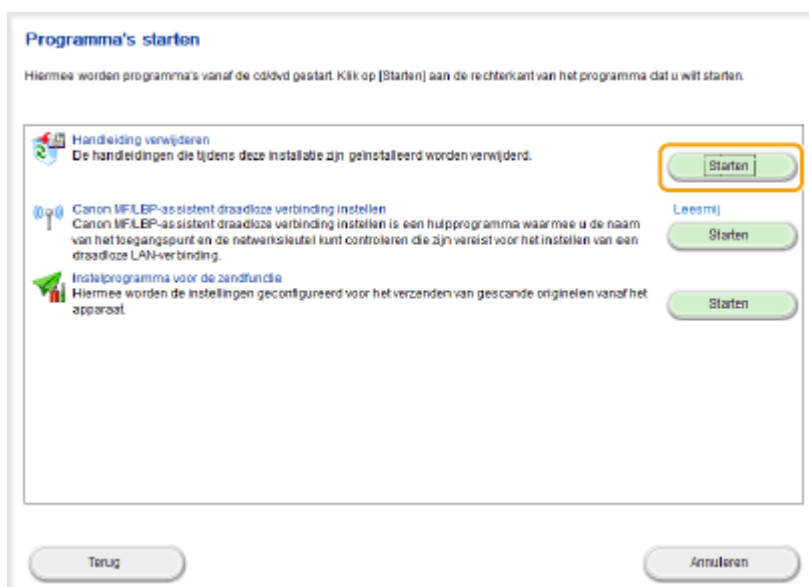 Programma's starten
Hiermee worden programma's vanaf de cd/dvd gestart. Klik op [Starten] aan de rechterkant van het programma dat u wilt starten.
Handleiding verwijderen
De handleidingen die tijdens deze installatie zijn geïnstalleerd worden verwijderd.
Starten
Canon MF/LBP-assistent draadloze verbinding instellen
Leesmij
Canon MF/LBP-assistent draadloze verbinding instellen is een hulpprogramma waarmee u de naam
van het toegangspunt en de netwerksleutel kunt controleren die zijn vereist voor het instellen van een
draadloze LAN-verbinding.
Starten
Instelprogramma voor de zendfunctie
Hiermee worden de instellingen geconfigureerd voor het verzenden van gescande originelen vanaf het
apparaat.
Starten
Terug
Annuleren